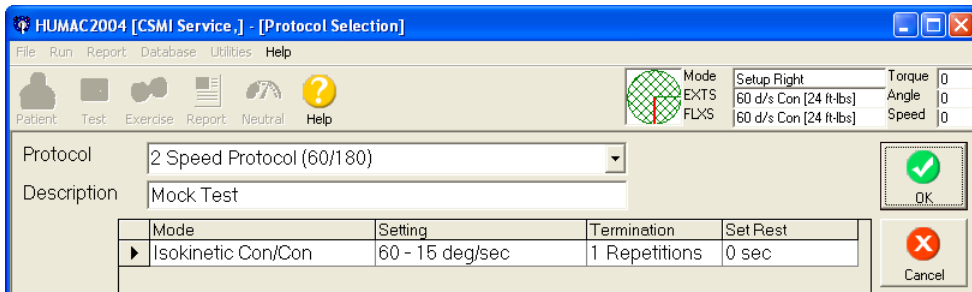 HUMAC2004 [CSMI Service,] - [Protocol Selection]
File Run Report Database Utilities Help
Mode Setup Right Torque 0
EXTS 60 d/s Con [24 ft-lbs] Angle 0
FLXS 60 d/s Con [24 ft-lbs] Speed 0
Patient Test Exercise Report Neutral Help
Protocol 2 Speed Protocol (60/180)
Description Mock Test
OK
Mode Setting Termination Set Rest
Isokinetic Con/Con 60 - 15 deg/sec 1 Repetitions 0 sec
Cancel